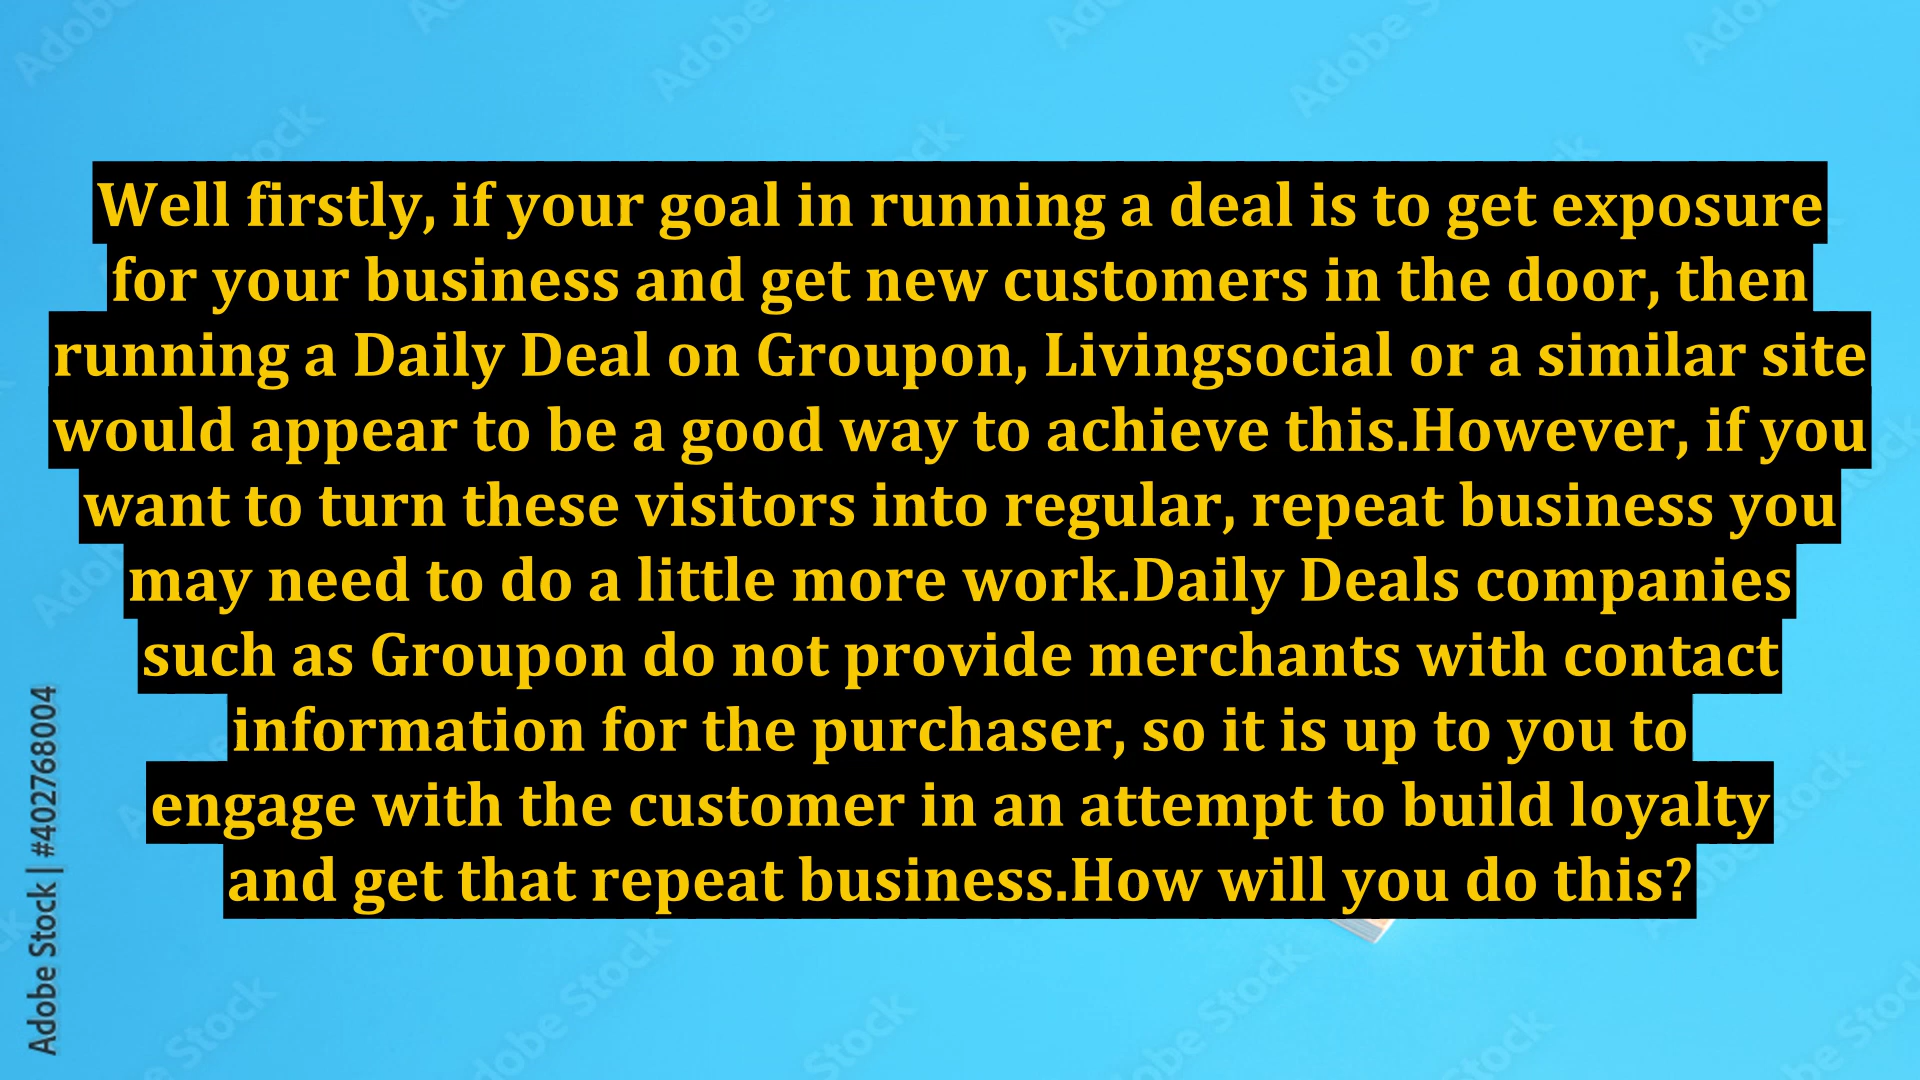 Well firstly, if your goal in running a deal is to get exposure
for your business and get new customers in the door, then
running a Daily Deal on Groupon, Livingsocial or a similar site
would appear to be a good way to achieve this.However, if you
want to turn these visitors into regular, repeat business you
may need to do a little more work.Daily Deals companies
such as Groupon do not provide merchants with contact
information for the purchaser, so it is up to you to
engage with the customer in an attempt to build loyalty
and get that repeat business.How will you do this?
Adobe Stock | #402768004